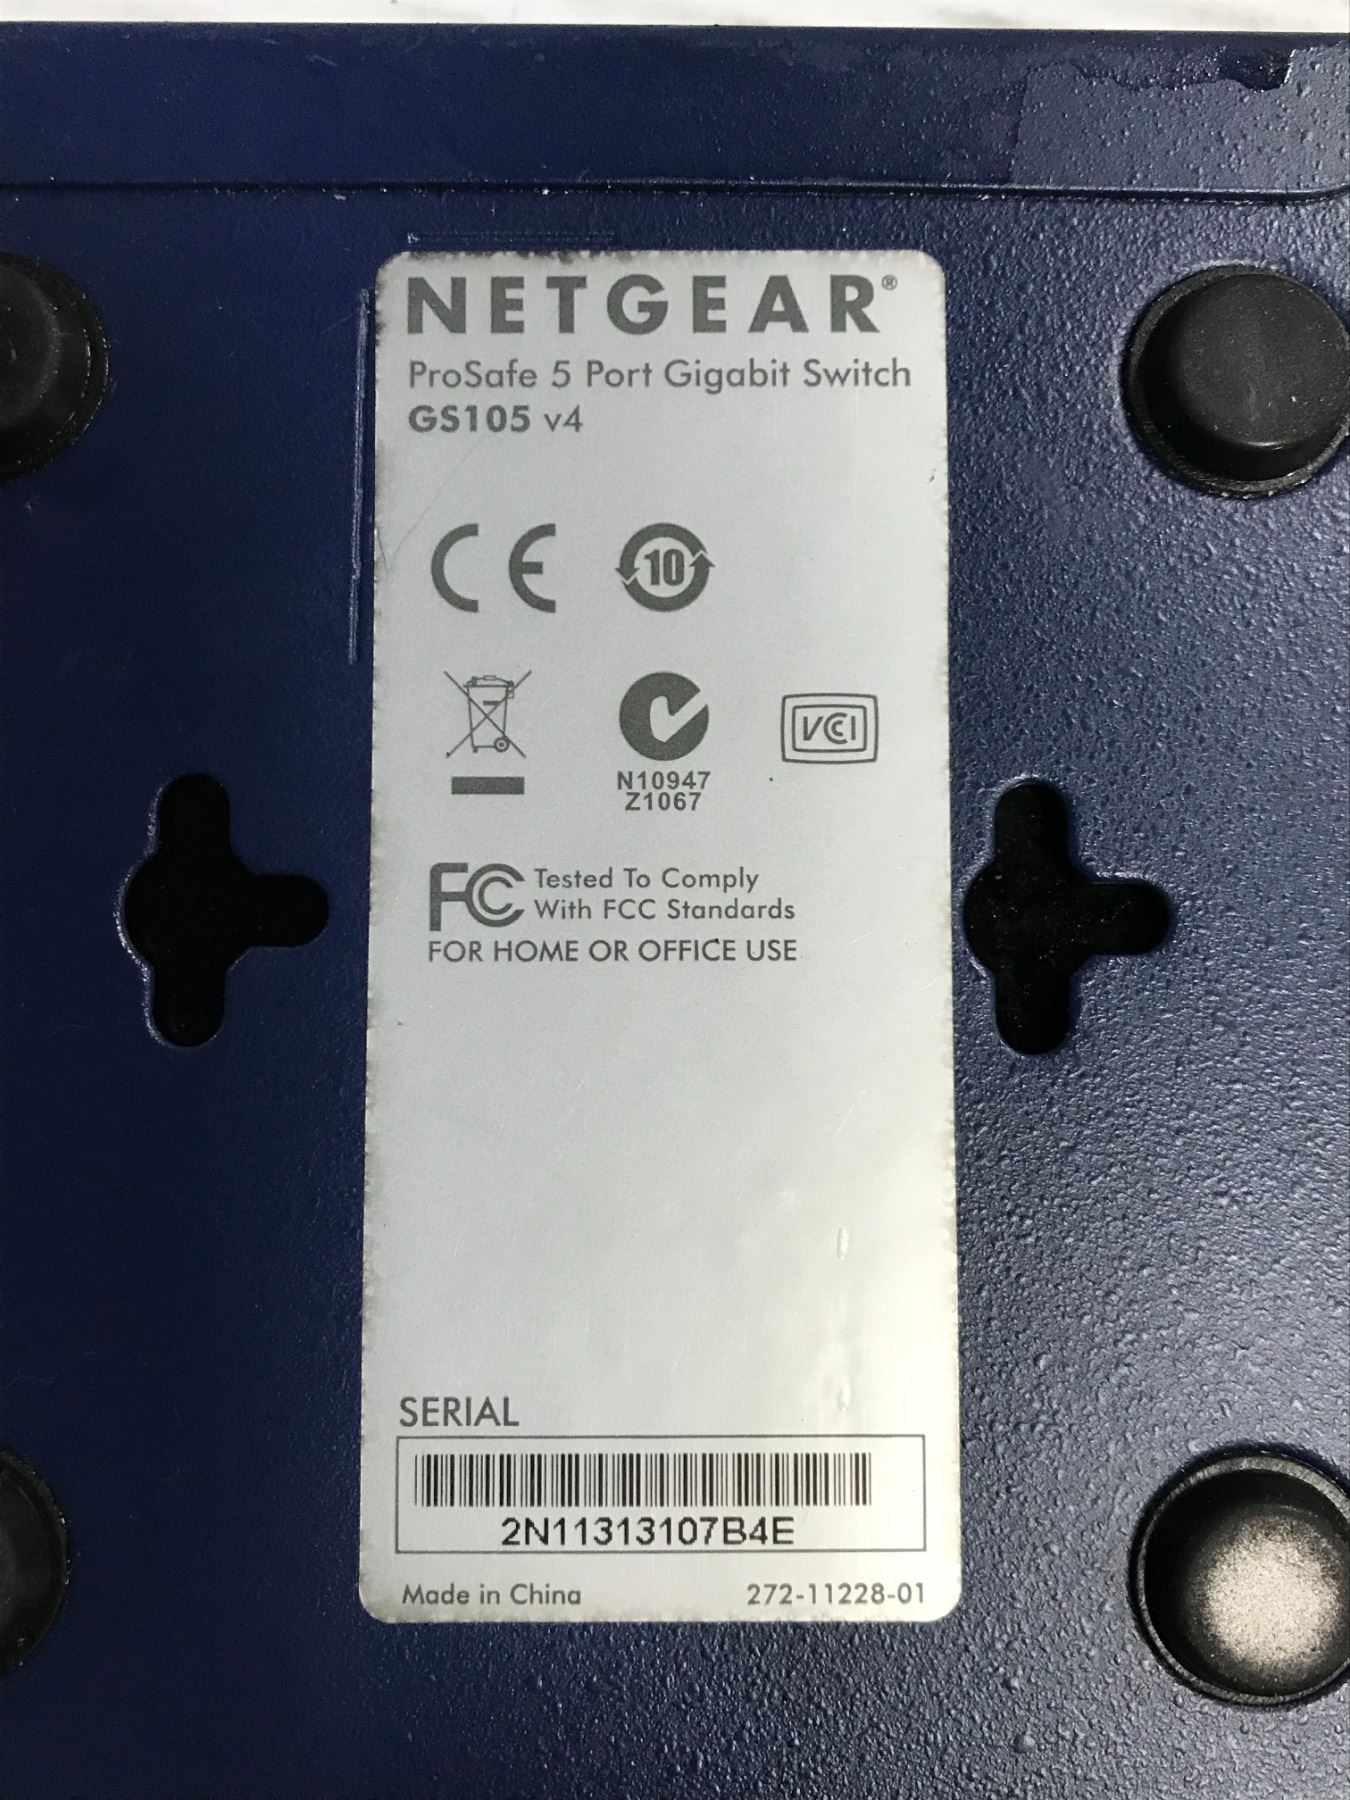 NETGEAR®
ProSafe 5 Port Gigabit Switch
GS105 v4
CE
10
N10947
Z1067
VCI
FC Tested To Comply
With FCC Standards
FOR HOME OR OFFICE USE
SERIAL
2N11313107B4E
Made in China 272-11228-01